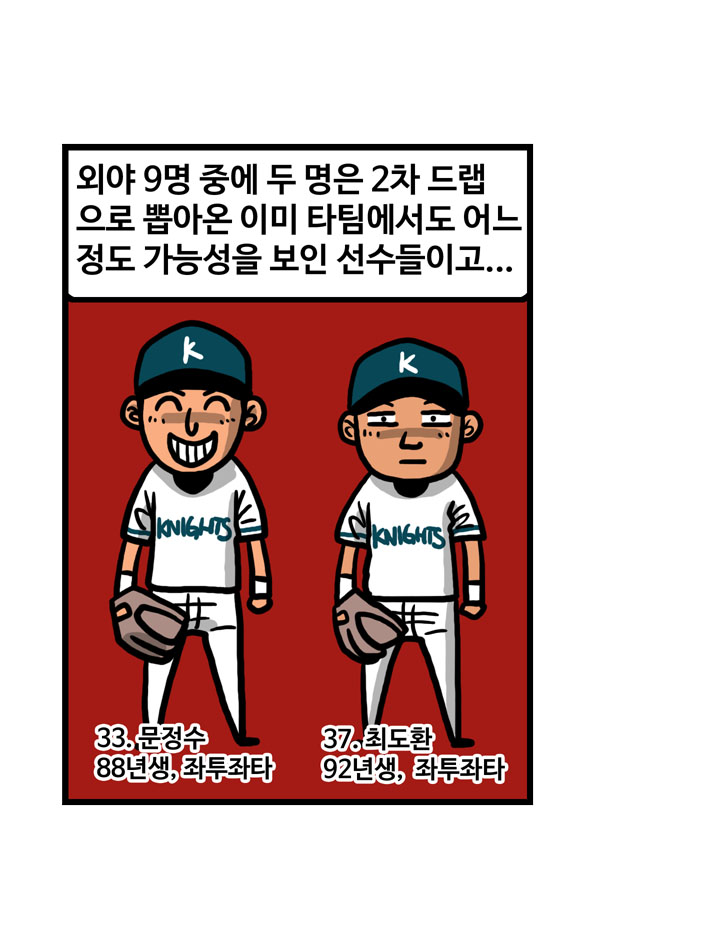 외야 9명 중에 두 명은 2차 드랩
으로 뽑아온 이미 타팀에서도 어느
정도 가능성을 보인 선수들이고...
K
K
KNIGHTS
KNIGHTS
33. 문정수
88년생, 좌투좌타
37. 최도환
92년생, 좌투좌타